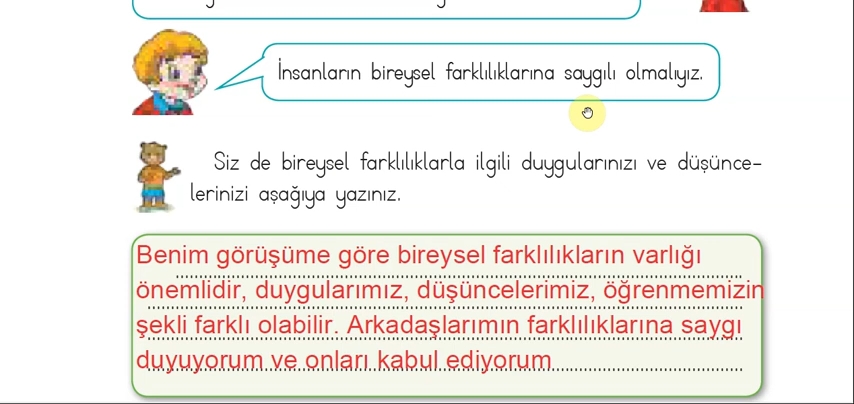 İnsanların bireysel farklılıklarına saygılı olmalıyız.
Siz de bireysel farklılıklarla ilgili duygularınızı ve düşünce-
lerinizi aşağıya yazınız.
Benim görüşüme göre bireysel farklılıkların varlığı
önemlidir, duygularımız, düşüncelerimiz, öğrenmemizin
şekli farklı olabilir. Arkadaşlarımın farklılıklarına saygı
duyuyorum ve onları kabul ediyorum